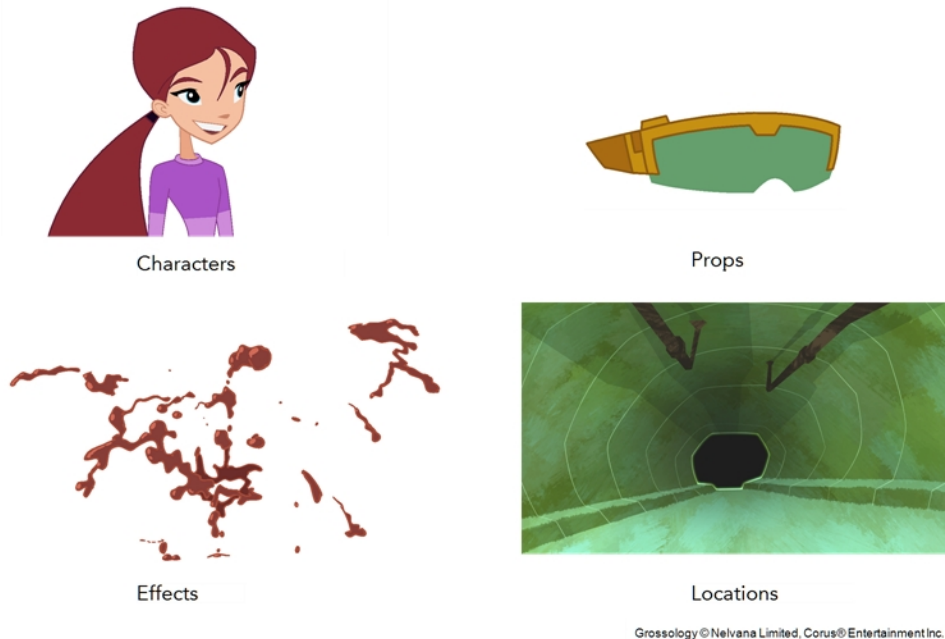 Characters
Props
Effects
Locations
Grossology © Nelvana Limited, Corus® Entertainment Inc.